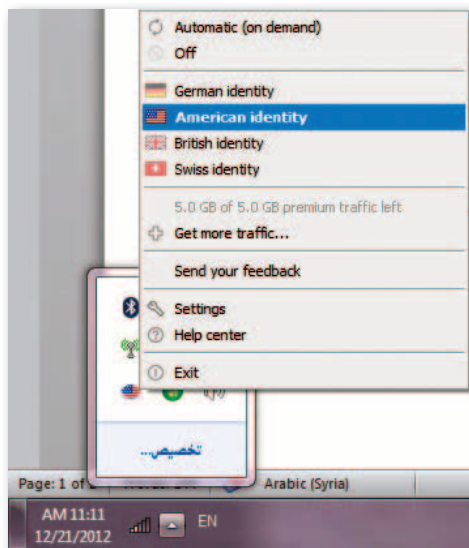 Automatic (on demand)
Off
German identity
American identity
British identity
Swiss identity
5.0 GB of 5.0 GB premium traffic left
Get more traffic...
Send your feedback
Settings
Help center
Exit
تخصيص...
Page: 1 of
Arabic (Syria)
AM 11:11
EN
12/21/2012